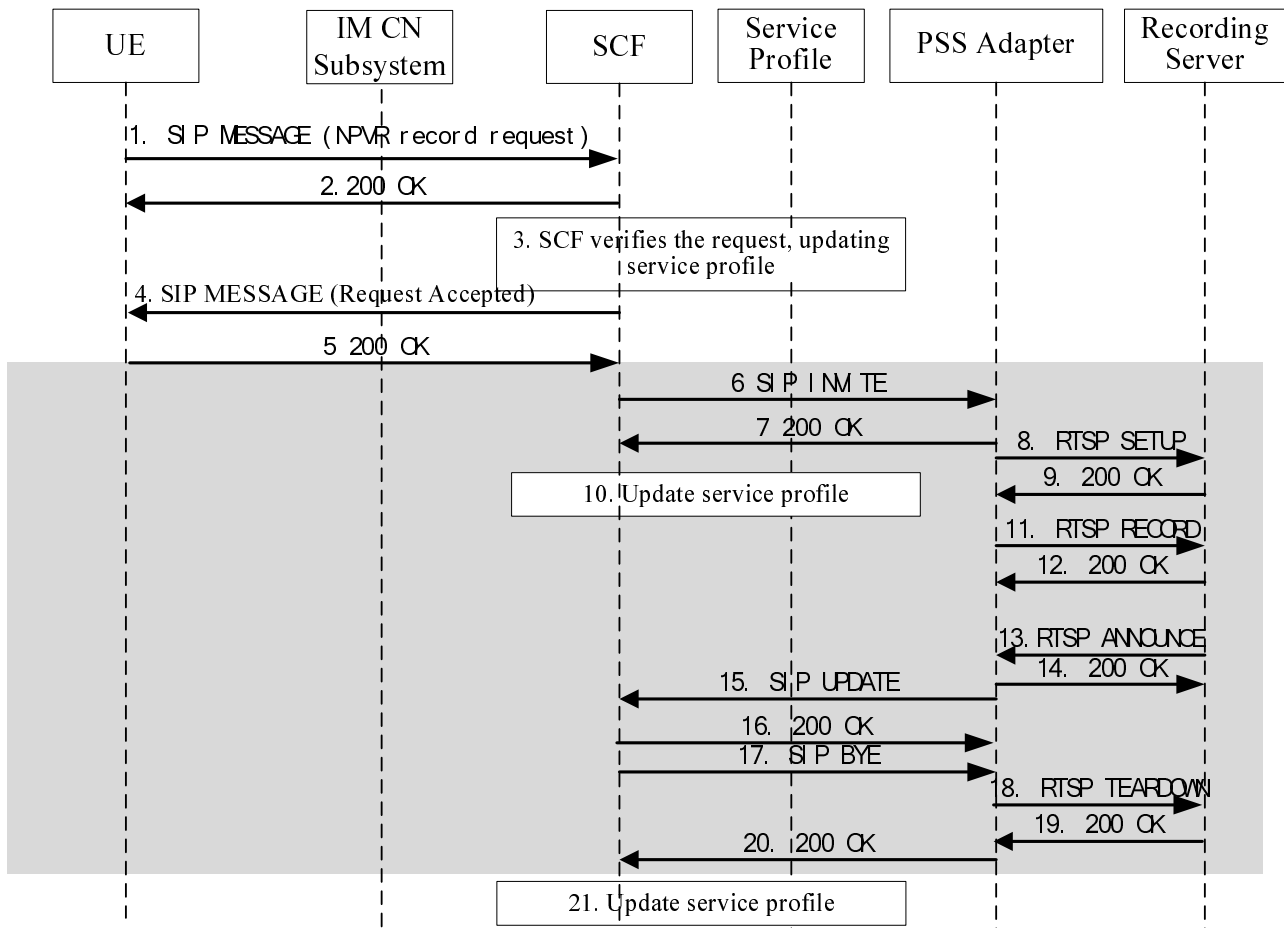 UE
IM CN
Subsystem
SCF
Service
Profile
PSS Adapter
Recording
Server
1. SIP MESSAGE (NPVR record request)
2. 200 OK
3. SCF verifies the request, updating
service profile
4. SIP MESSAGE (Request Accepted)
5 200 OK
6 SIP INVITE
7 200 OK
8. RTSP SETUP
9. 200 OK
10. Update service profile
11. RTSP RECORD
12. 200 OK
13. RTSP ANNOUNCE
14. 200 OK
15. SIP UPDATE
16. 200 OK
17. SIP BYE
18. RTSP TEARDOWN
19. 200 OK
20. 200 OK
21. Update service profile